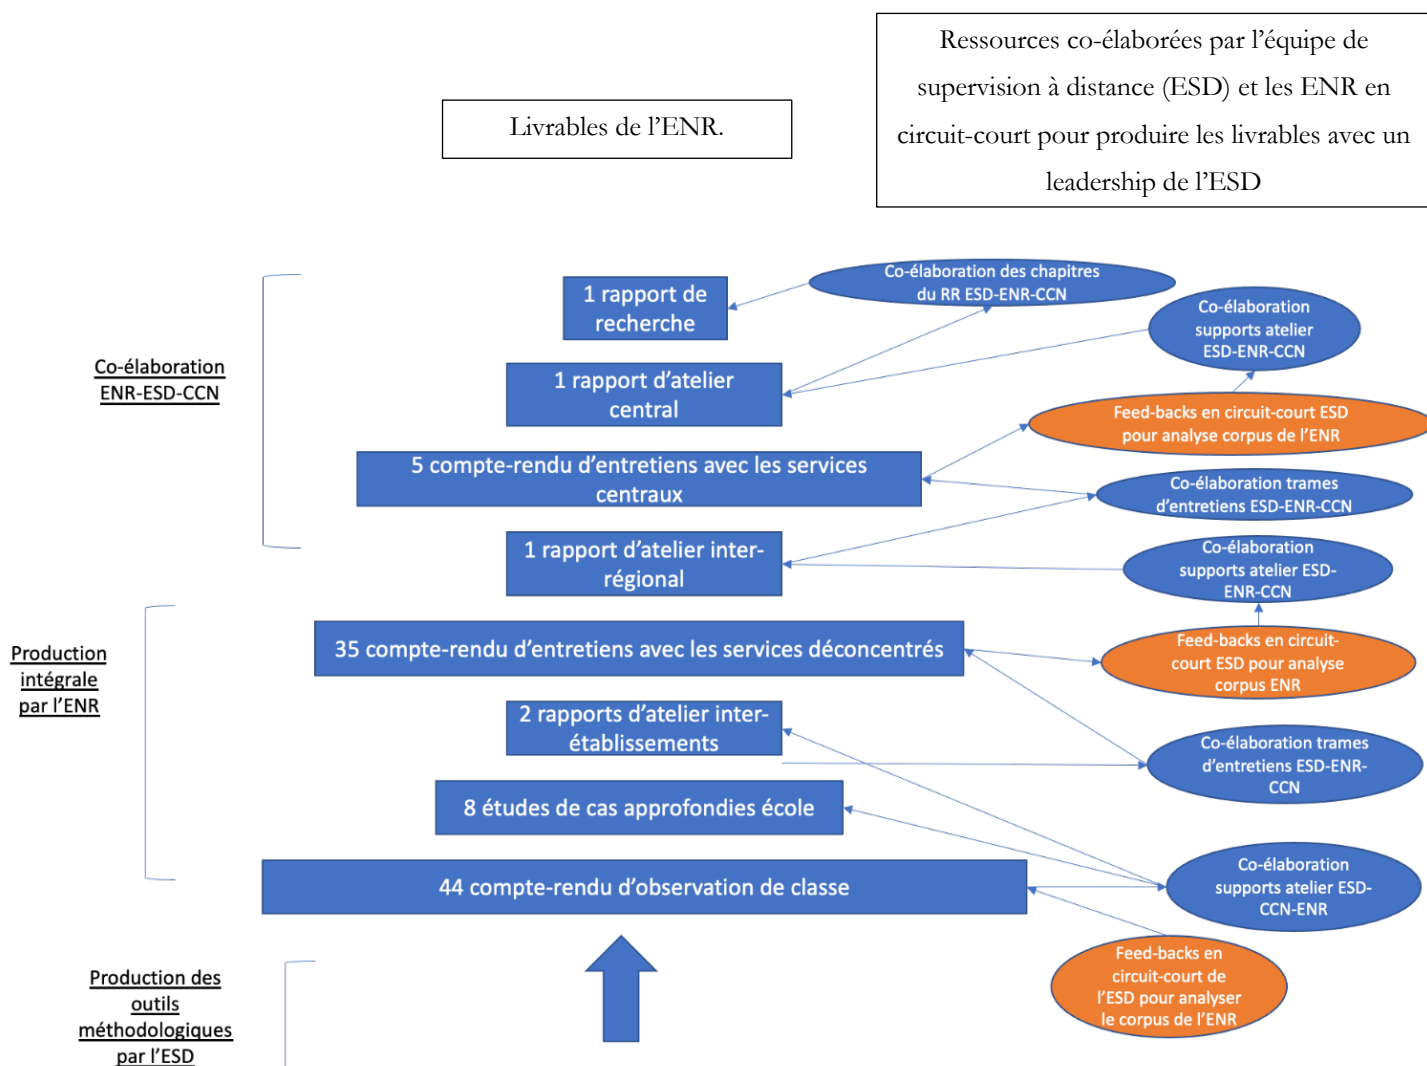 Ressources co-élaborées par l’équipe de
supervision à distance (ESD) et les ENR en
circuit-court pour produire les livrables avec un
leadership de l’ESD
Livrables de l’ENR.
Co-élaboration
ENR-ESD-CCN
1 rapport de
recherche
Co-élaboration des chapitres
du RR ESD-ENR-CCN
Co-élaboration
supports atelier
ESD-ENR-CCN
1 rapport d’atelier
central
Feed-backs en circuit-court ESD
pour analyse corpus de l’ENR
5 compte-rendu d’entretiens avec les services
centraux
Co-élaboration trames
d’entretiens ESD-ENR-CCN
1 rapport d’atelier inter-
régional
Co-élaboration
supports atelier ESD-
ENR-CCN
Production
intégrale
par l’ENR
35 compte-rendu d’entretiens avec les services déconcentrés
Feed-backs en circuit-
court ESD pour analyse
corpus ENR
2 rapports d’atelier inter-
établissements
Co-élaboration trames
d’entretiens ESD-ENR-
CCN
8 études de cas approfondies école
44 compte-rendu d’observation de classe
Co-élaboration
supports atelier ESD-
CCN-ENR
Feed-backs en
circuit-court de
l’ESD pour analyser
le corpus de l’ENR
Production des
outils
méthodologiques
par l’ESD